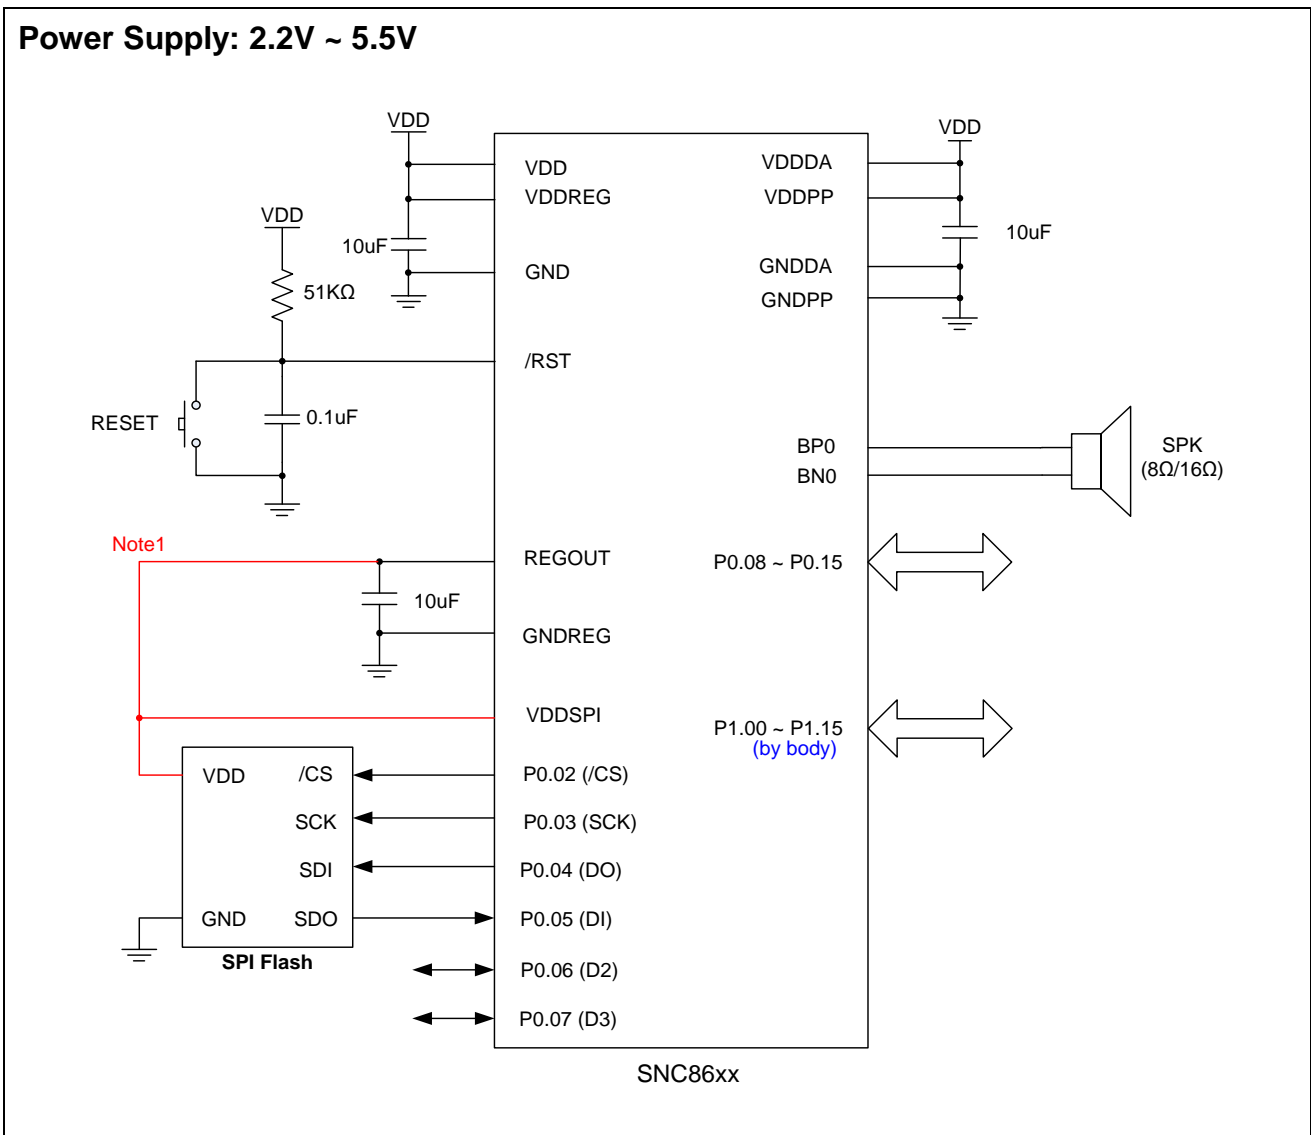 Power Supply: 2.2V ~ 5.5V
VDD
VDD
VDD
VDDREG
10uF
GND
VDDDA
VDDPP
10uF
GNDDA
GNDPP
VDD
51KΩ
/RST
RESET
0.1uF
BP0
BN0
SPK
(8Ω/16Ω)
Note1
REGOUT
10uF
GNDREG
P0.08 ~ P0.15
VDDSPI
P1.00 ~ P1.15
(by body)
VDD
/CS
P0.02 (/CS)
SCK
P0.03 (SCK)
SDI
P0.04 (DO)
GND
SDO
P0.05 (DI)
SPI Flash
P0.06 (D2)
P0.07 (D3)
SNC86xx